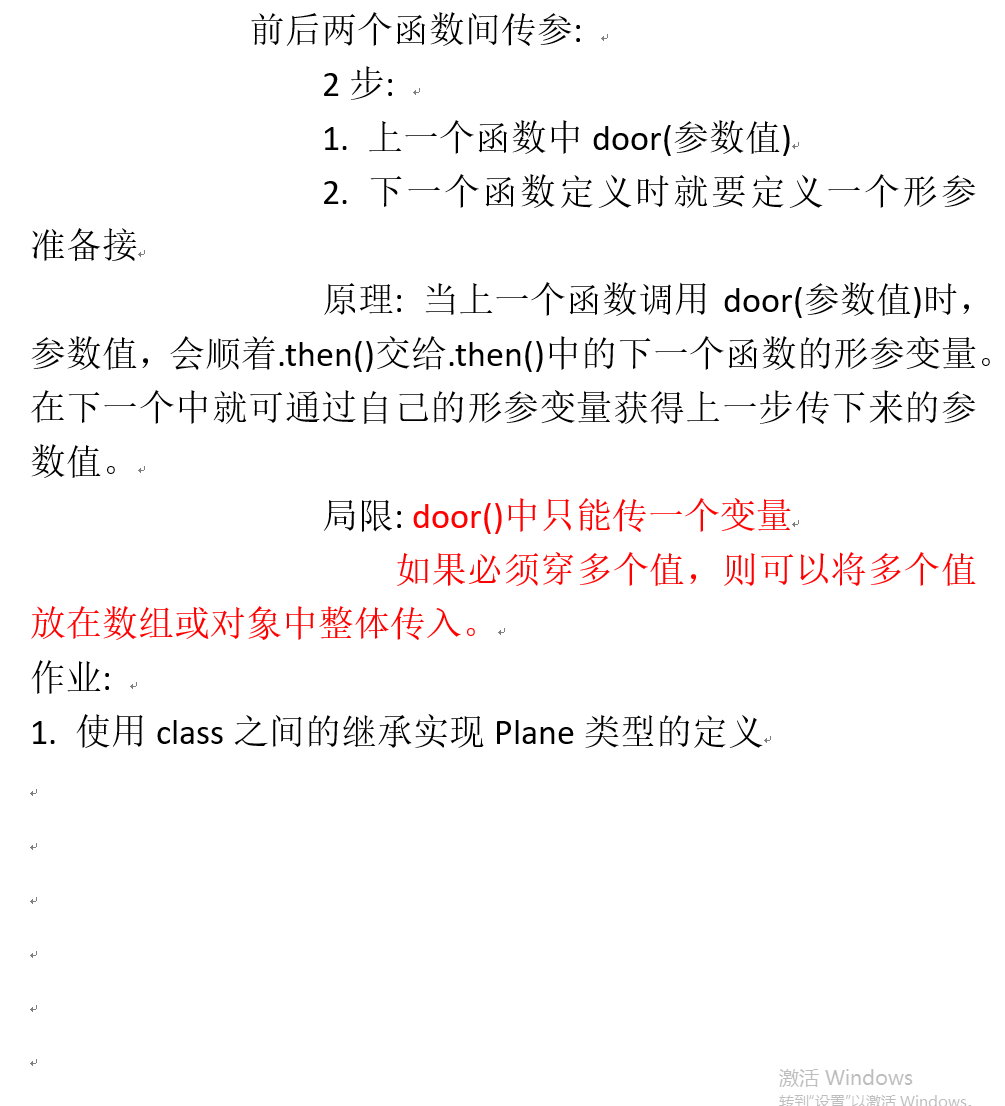 前后两个函数间传参:
2 步:
1. 上一个函数中 door(参数值)
2. 下一个函数定义时就要定义一个形参
准备接
原理: 当上一个函数调用 door(参数值)时，
参数值，会顺着.then()交给.then()中的下一个函数的形参变量。
在下一个中就可通过自己的形参变量获得上一步传下来的参
数值。
局限: door()中只能传一个变量
如果必须穿多个值，则可以将多个值
放在数组或对象中整体传入。
作业:
1. 使用 class 之间的继承实现 Plane 类型的定义
激活 Windows
转到"设置"以激活 Windows。